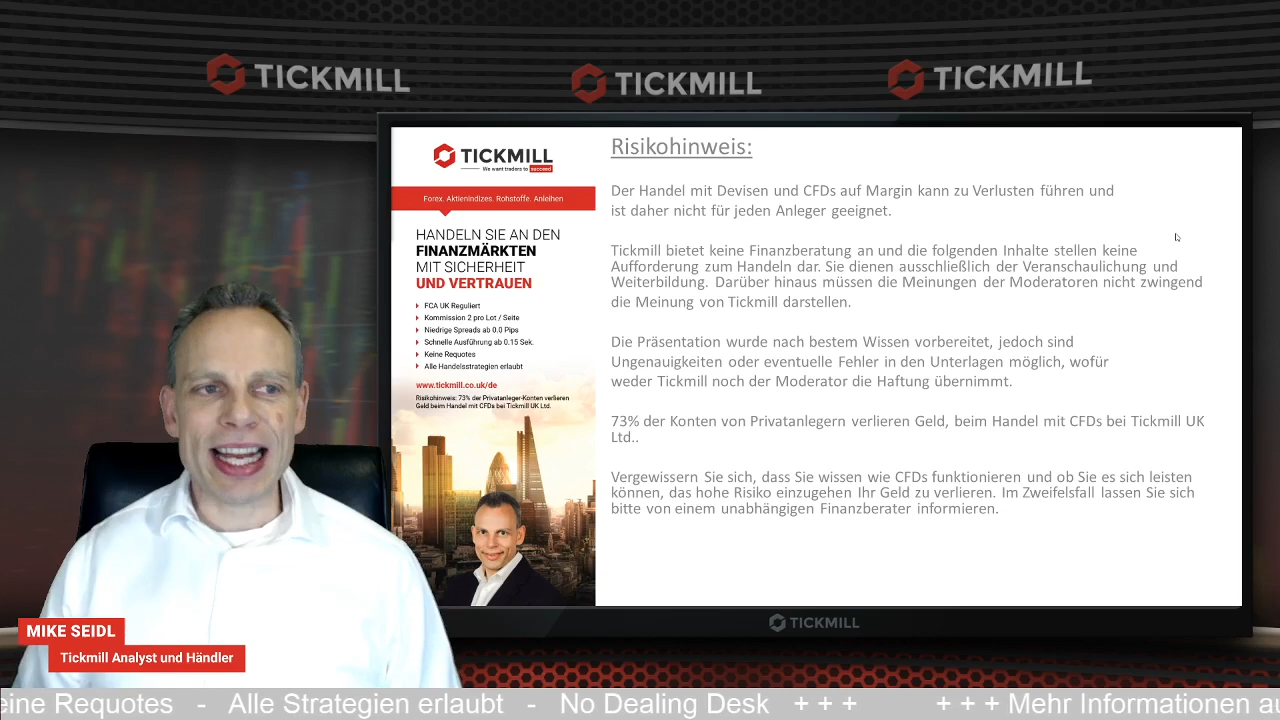 TICKMILL
TICKMILL
TICKMILL
TICKMILL
We want traders to succeed
Forex. Aktienindizes. Rohstoffe. Anleihen
HANDELN SIE AN DEN
FINANZMÄRKTEN
MIT SICHERHEIT
UND VERTRAUEN
FCA UK Reguliert
Kommission 2 pro Lot / Seite
Niedrige Spreads ab 0.0 Pips
Schnelle Ausführung ab 0.15 Sek.
Keine Requotes
Alle Handelsstrategien erlaubt
www.tickmill.co.uk/de
Risikohinweis: 73% der Privatanleger-Konten verlieren
Geld beim Handel mit CFDs bei Tickmill UK Ltd.
Risikohinweis:
Der Handel mit Devisen und CFDs auf Margin kann zu Verlusten führen und
ist daher nicht für jeden Anleger geeignet.
Tickmill bietet keine Finanzberatung an und die folgenden Inhalte stellen keine
Aufforderung zum Handeln dar. Sie dienen ausschließlich der Veranschaulichung und
Weiterbildung. Darüber hinaus müssen die Meinungen der Moderatoren nicht zwingend
die Meinung von Tickmill darstellen.
Die Präsentation wurde nach bestem Wissen vorbereitet, jedoch sind
Ungenauigkeiten oder eventuelle Fehler in den Unterlagen möglich, wofür
weder Tickmill noch der Moderator die Haftung übernimmt.
73% der Konten von Privatanlegern verlieren Geld, beim Handel mit CFDs bei Tickmill UK
Ltd..
Vergewissern Sie sich, dass Sie wissen wie CFDs funktionieren und ob Sie es sich leisten
können, das hohe Risiko einzugehen Ihr Geld zu verlieren. Im Zweifelsfall lassen Sie sich
bitte von einem unabhängigen Finanzberater informieren.
TICKMILL
MIKE SEIDL
Tickmill Analyst und Händler
eine Requotes - Alle Strategien erlaubt - No Dealing Desk + + + + + + Mehr Informationen au